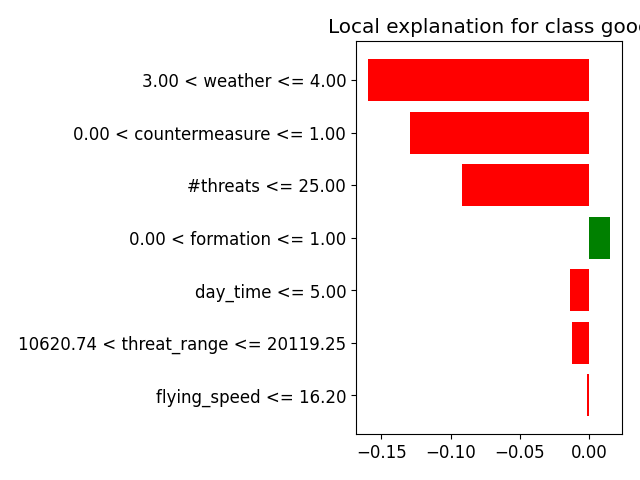 Local explanation for class good
3.00 < weather <= 4.00
0.00 < countermeasure <= 1.00
#threats <= 25.00
0.00 < formation <= 1.00
day_time <= 5.00
10620.74 < threat_range <= 20119.25
flying_speed <= 16.20
−0.15 −0.10 −0.05 0.00